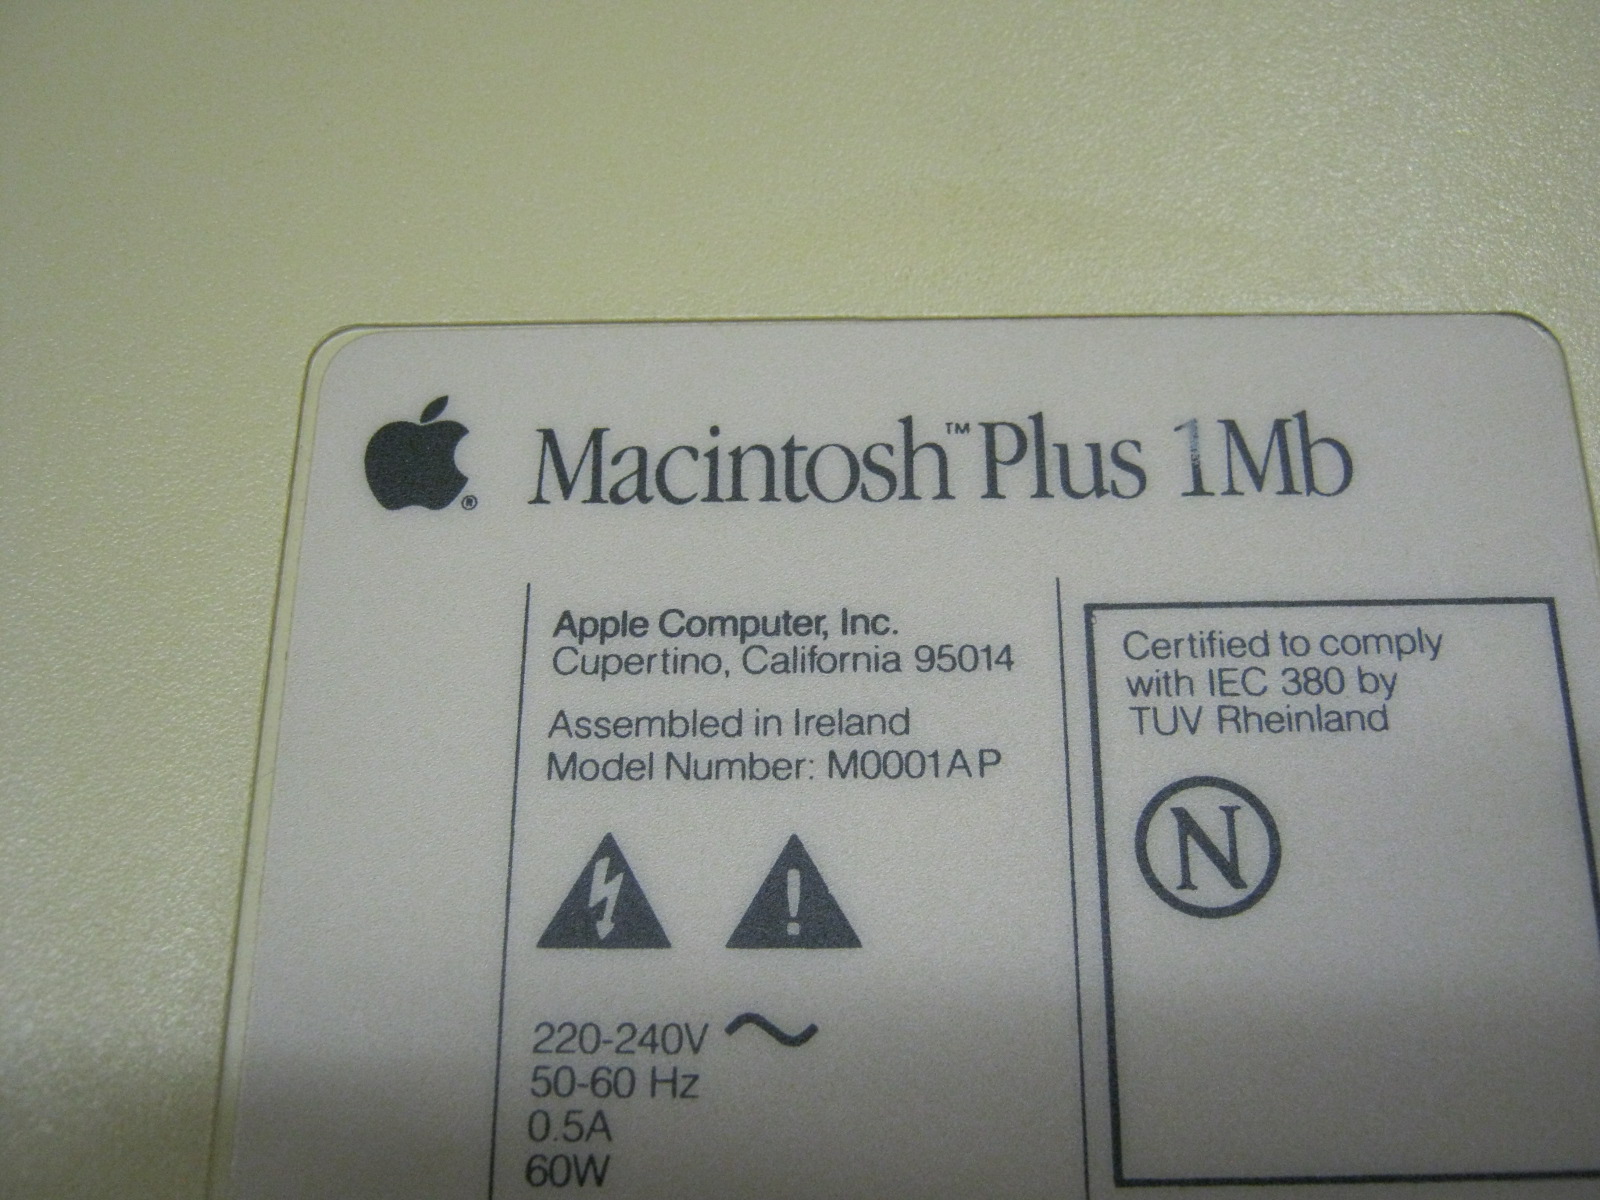 Macintosh™ Plus 1Mb
Apple Computer, Inc.
Cupertino, California 95014
Assembled in Ireland
Model Number: M0001AP
220-240V ~
50-60 Hz
0.5A
60W
Certified to comply
with IEC 380 by
TUV Rheinland
N